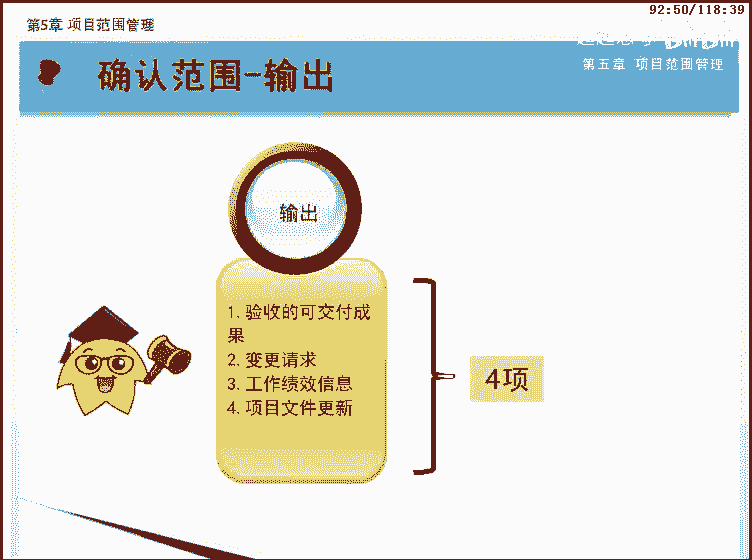 92:50/118:39
第5章 项目范围管理
确认范围-输出
第五章 项目范围管理
输出
1. 验收的可交付成
果
2. 变更请求
3. 工作绩效信息
4. 项目文件更新
4项